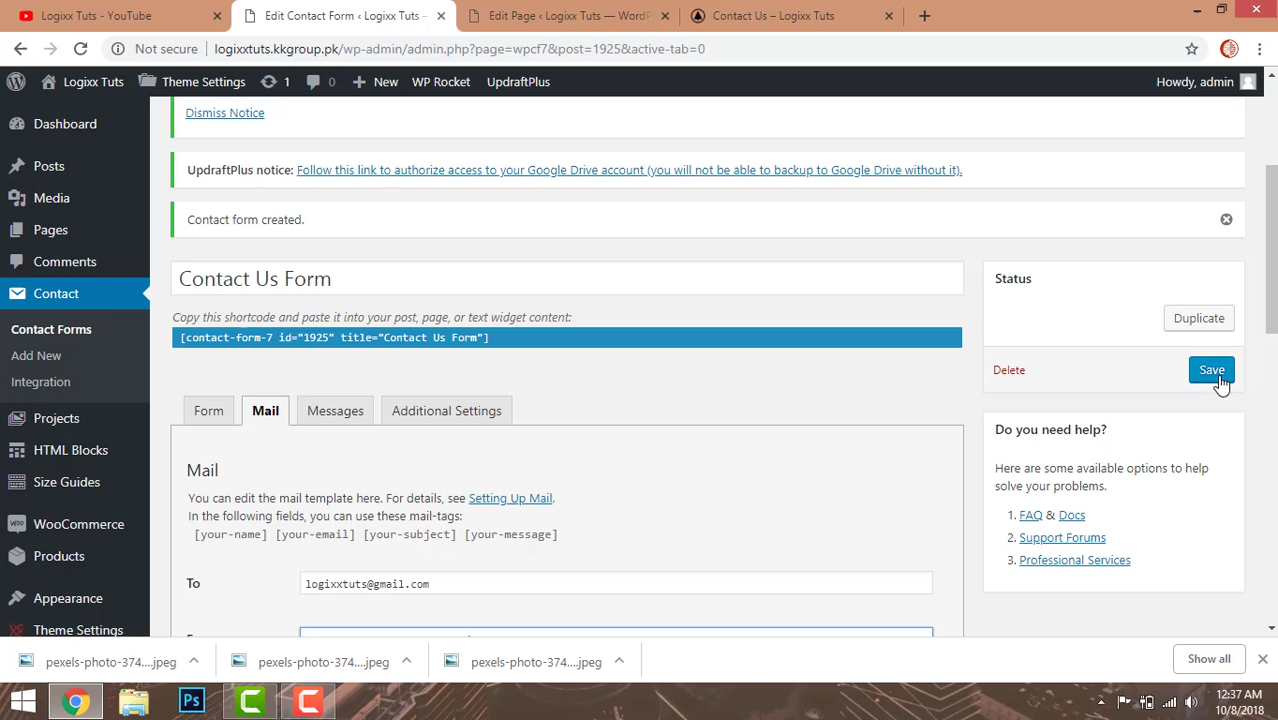 Logixx Tuts - YouTube
Edit Contact Form ‹ Logixx Tuts —
Edit Page ‹ Logixx Tuts — WordP
Contact Us – Logixx Tuts
Not secure
logixxtuts.kkgroup.pk/wp-admin/admin.php?page=wpcf7&post=1925&active-tab=0
Logixx Tuts
Theme Settings
1
0
New
WP Rocket
UpdraftPlus
Howdy, admin
Dashboard
Posts
Media
Pages
Comments
Contact
Contact Forms
Add New
Integration
Projects
HTML Blocks
Size Guides
WooCommerce
Products
Appearance
Theme Settings
Dismiss Notice
UpdraftPlus notice: Follow this link to authorize access to your Google Drive account (you will not be able to backup to Google Drive without it).
Contact form created.
Contact Us Form
Copy this shortcode and paste it into your post, page, or text widget content:
[contact-form-7 id="1925" title="Contact Us Form"]
Form
Mail
Messages
Additional Settings
Mail
You can edit the mail template here. For details, see Setting Up Mail.
In the following fields, you can use these mail-tags:
[your-name] [your-email] [your-subject] [your-message]
To
logixxtuts@gmail.com
Status
Duplicate
Delete
Save
Do you need help?
Here are some available options to help
solve your problems.
1. FAQ & Docs
2. Support Forums
3. Professional Services
pexels-photo-374....jpeg
pexels-photo-374....jpeg
pexels-photo-374....jpeg
Show all
Ps
12:37 AM
10/8/2018